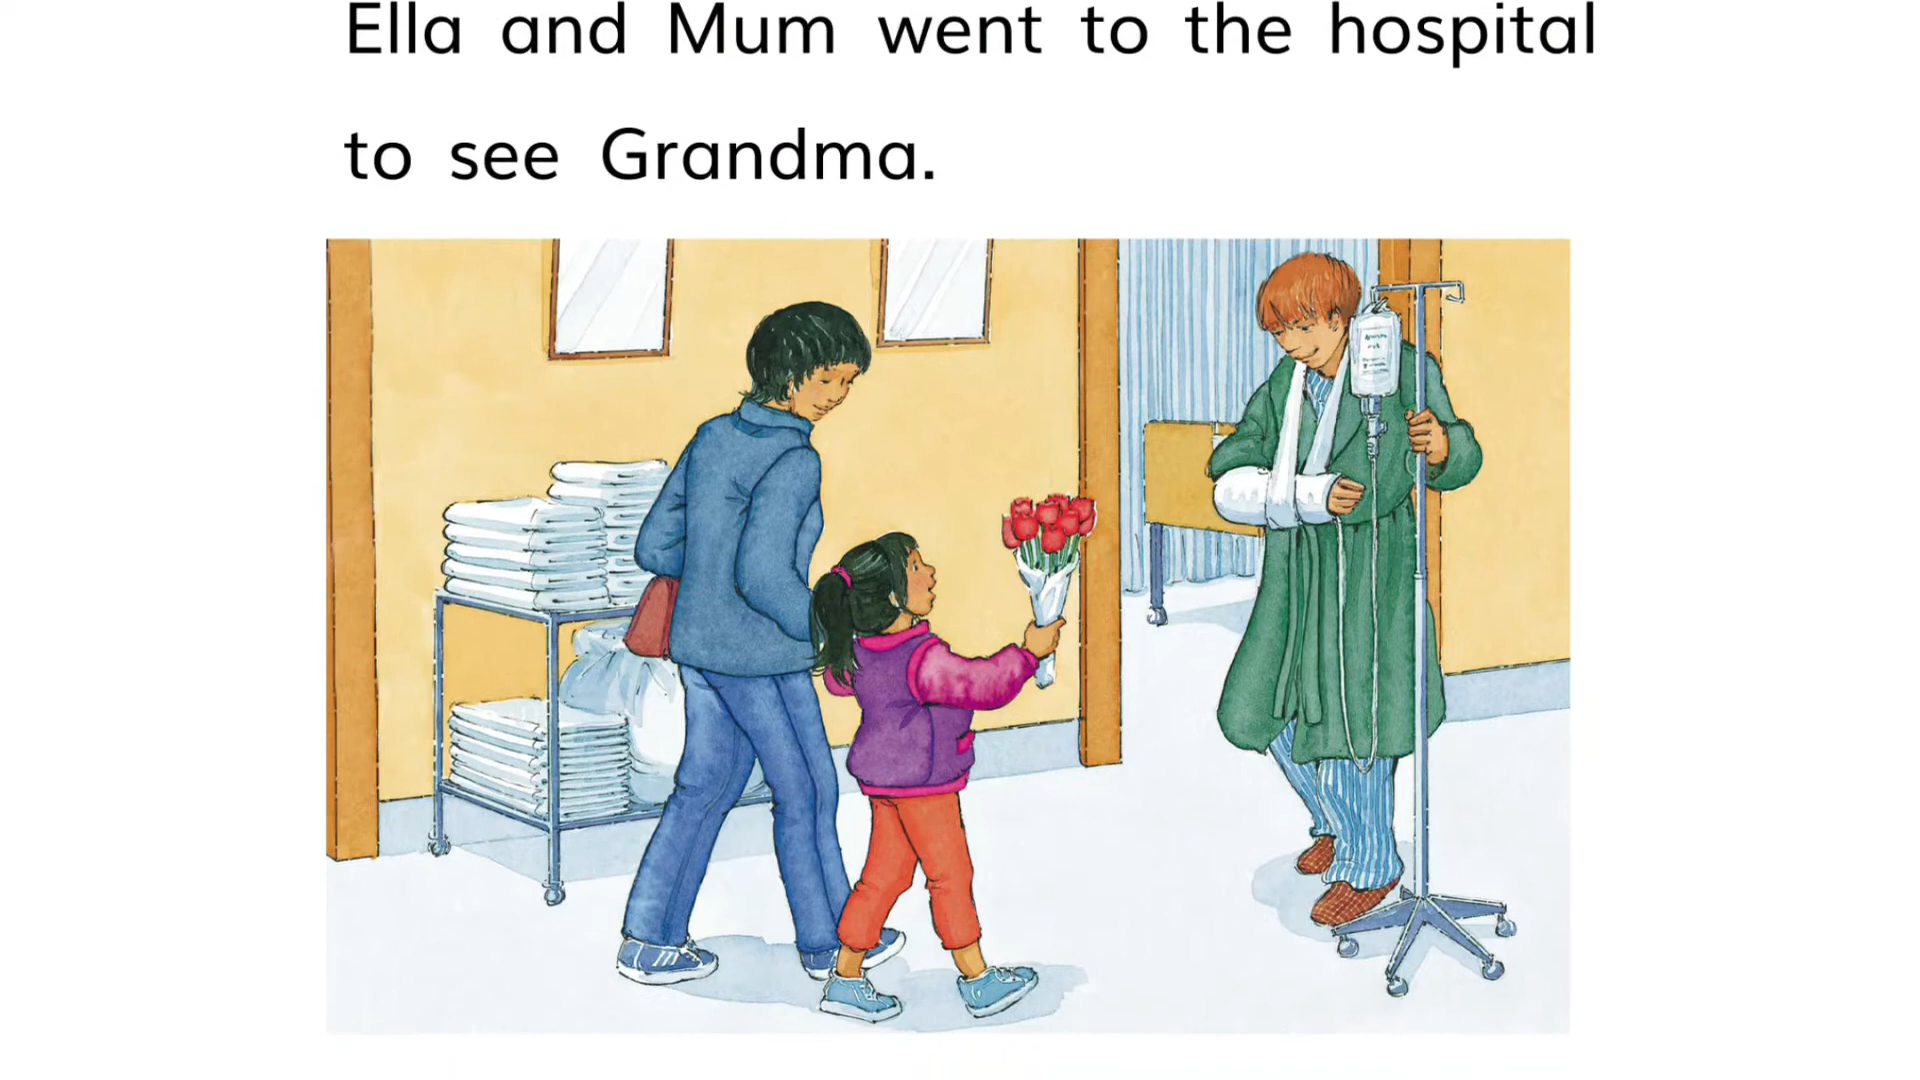 Ella and Mum went to the hospital
to see Grandma.